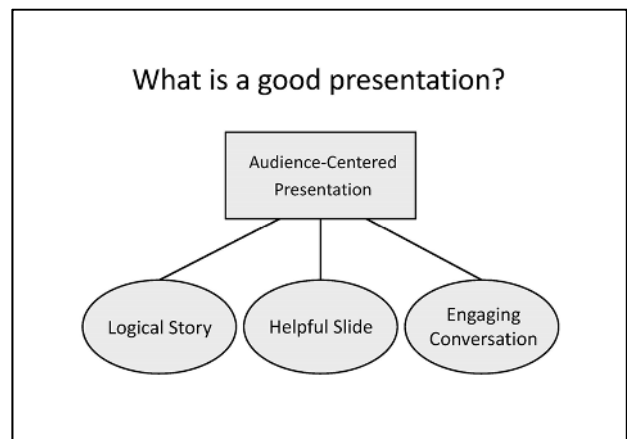 What is a good presentation?
Audience-Centered
Presentation
Logical Story
Helpful Slide
Engaging
Conversation